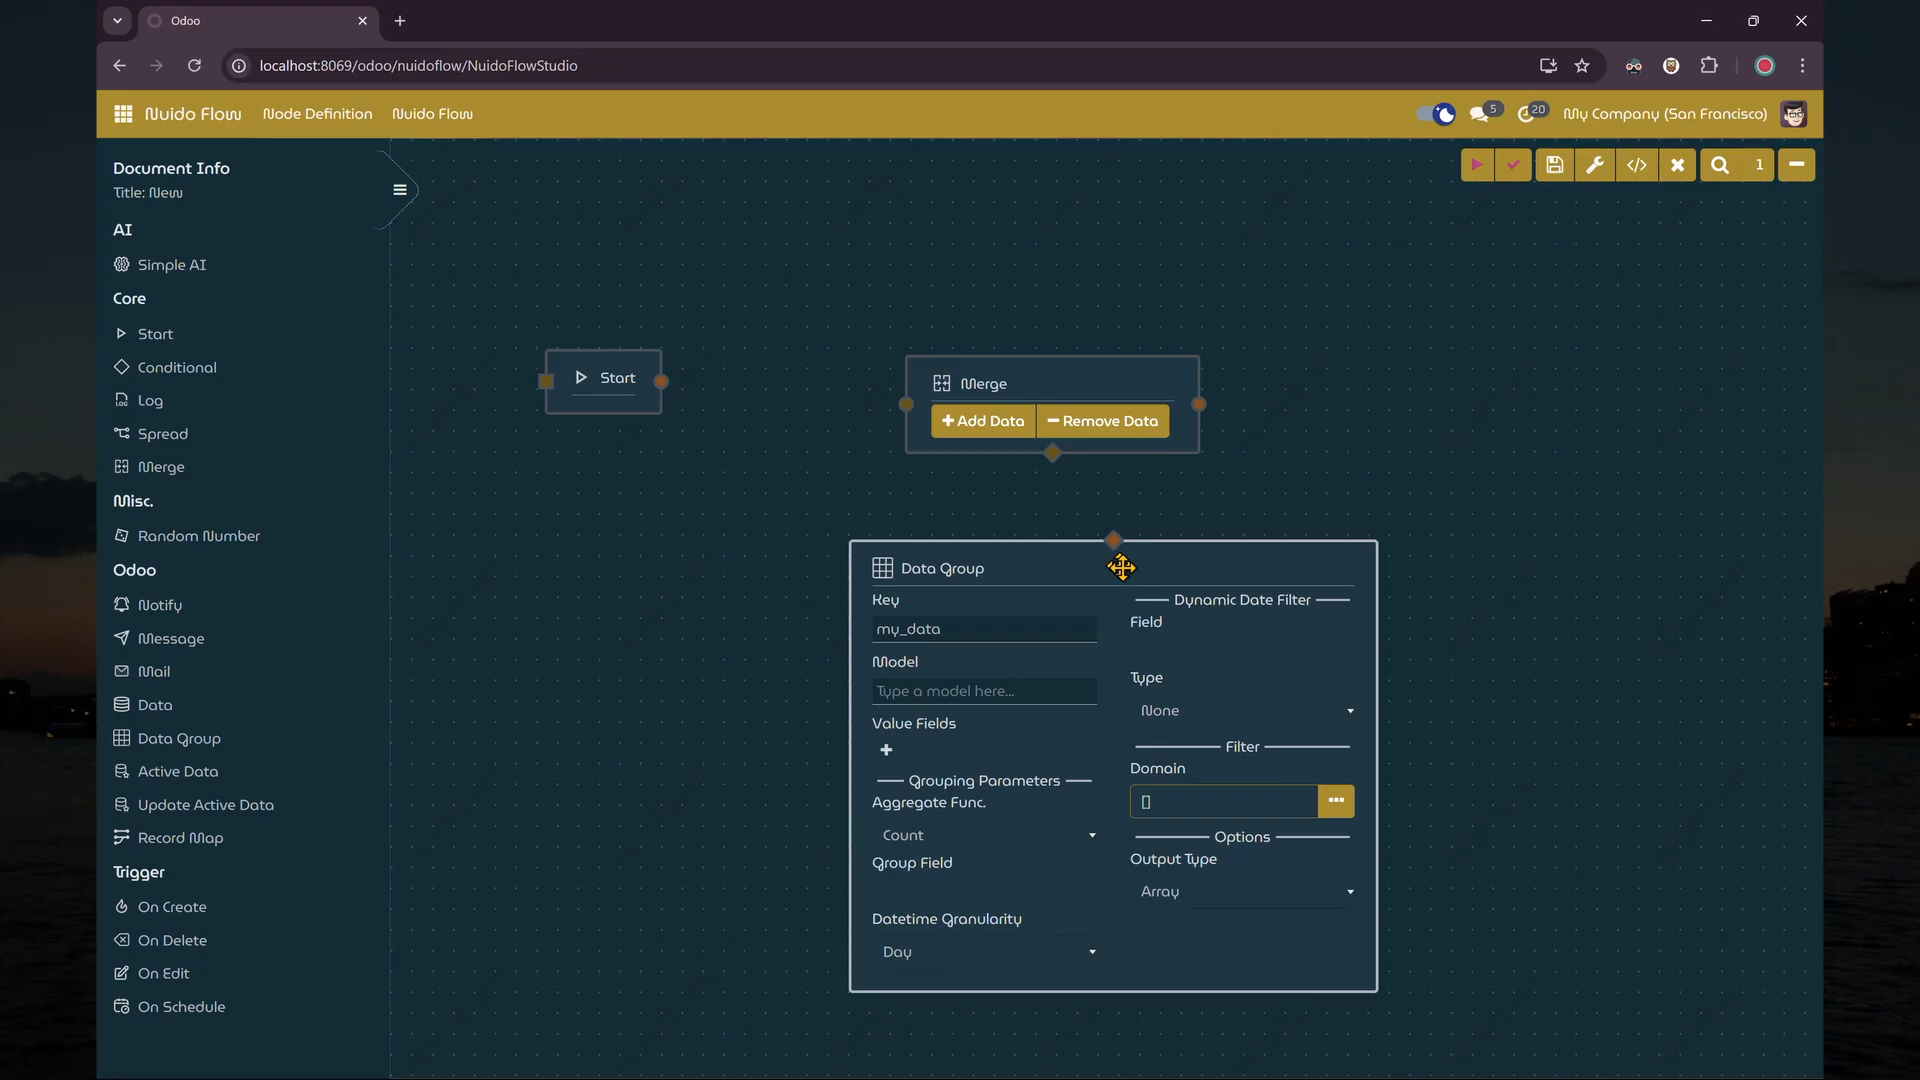 Odoo
localhost:8069/odoo/nuidoflow/NuidoFlowStudio
Nuido Flow
Node Definition
Nuido Flow
5
20
My Company (San Francisco)
Document Info
Title: New
AI
Simple AI
Core
Start
Conditional
Log
Spread
Merge
Misc.
Random Number
Odoo
Notify
Message
Mail
Data
Data Group
Active Data
Update Active Data
Record Map
Trigger
On Create
On Delete
On Edit
On Schedule
1
Start
Merge
Add Data
Remove Data
Data Group
Key
my_data
Model
Type a model here...
Value Fields
Grouping Parameters
Aggregate Func.
Count
Group Field
Datetime Granularity
Day
Dynamic Date Filter
Field
Type
None
Filter
Domain
[]
Options
Output Type
Array